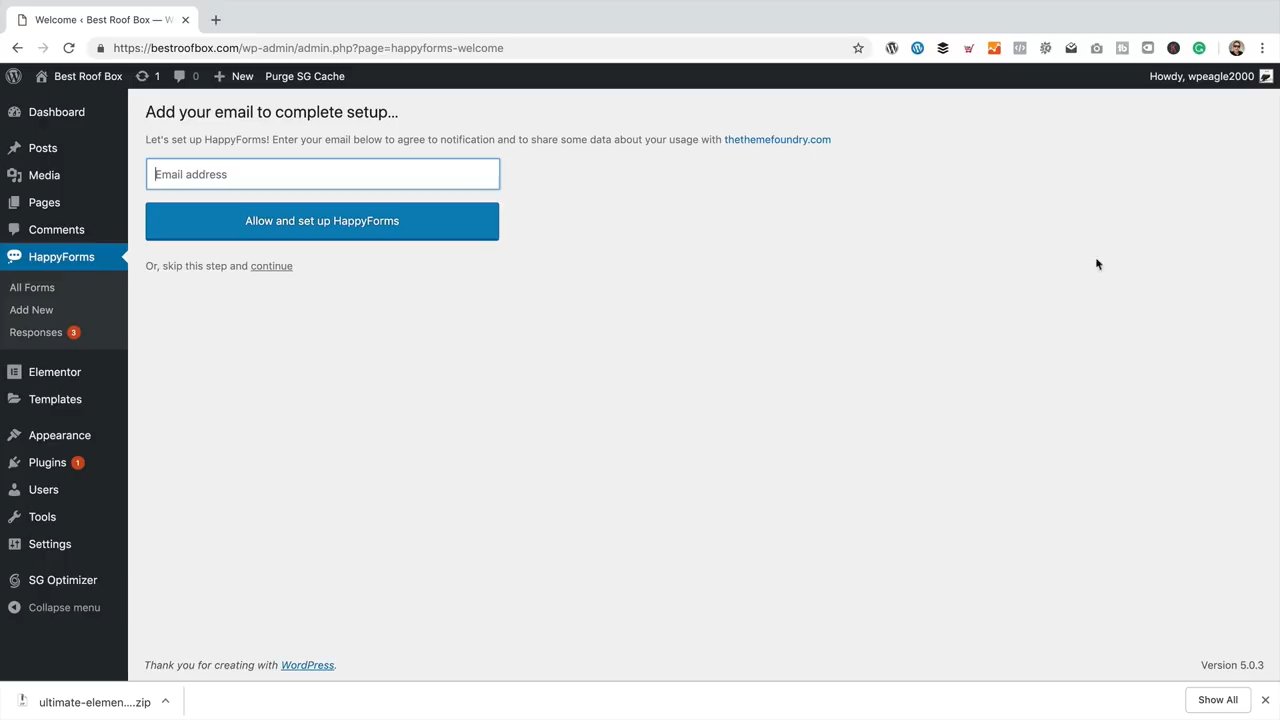 Welcome ‹ Best Roof Box — W
https://bestroofbox.com/wp-admin/admin.php?page=happyforms-welcome
Best Roof Box 1 0 New Purge SG Cache Howdy, wpeagle2000
Dashboard
Posts
Media
Pages
Comments
HappyForms
All Forms
Add New
Responses 3
Elementor
Templates
Appearance
Plugins 1
Users
Tools
Settings
SG Optimizer
Collapse menu
Add your email to complete setup...
Let's set up HappyForms! Enter your email below to agree to notification and to share some data about your usage with thethemefoundry.com
Email address
Allow and set up HappyForms
Or, skip this step and continue
Thank you for creating with WordPress. Version 5.0.3
ultimate-elemen....zip Show All